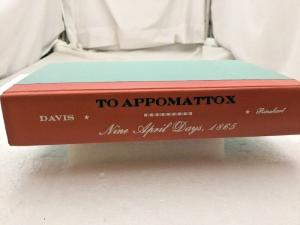 DAVIS * TO APPOMATTOX * Rinehart
Nine April Days, 1865